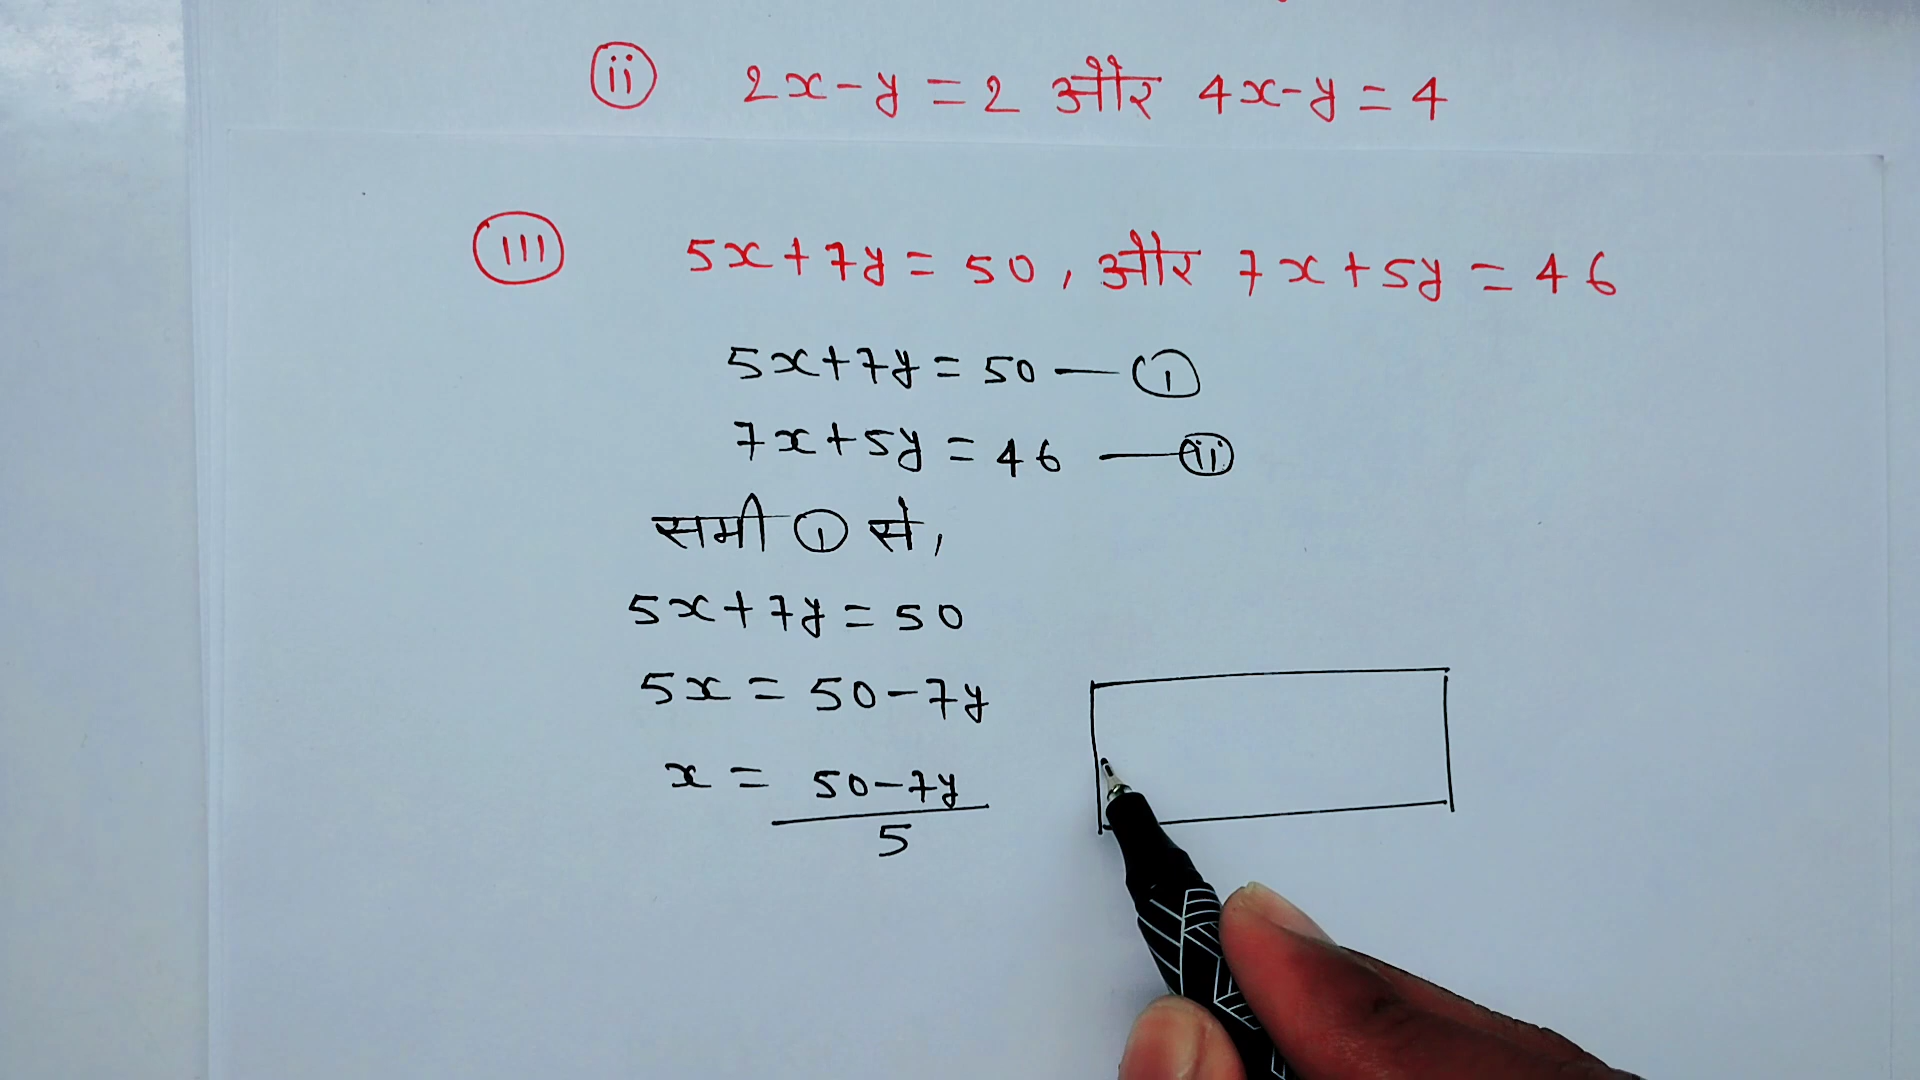 (ii) 2x-y=2 और 4x-y=4
(III) 5x+7y=50, और 7x+5y=46
5x+7y=50 — (1)
7x+5y=46 — (ii)
समी (1) से,
5x+7y=50
5x=50-7y
x = 50-7y
5